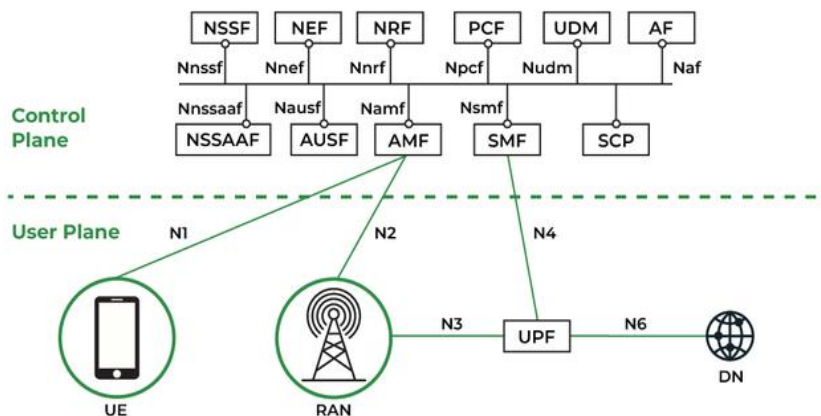 NSSF NEF NRF PCF UDM AF
Nnssf Nnef Nnrf Npcf Nudm Naf
Nnssaaf Nausf Namf Nsmf
Control
Plane
NSSAAF AUSF AMF SMF SCP
User Plane N1 N2 N4
N3 UPF N6
DN
UE RAN